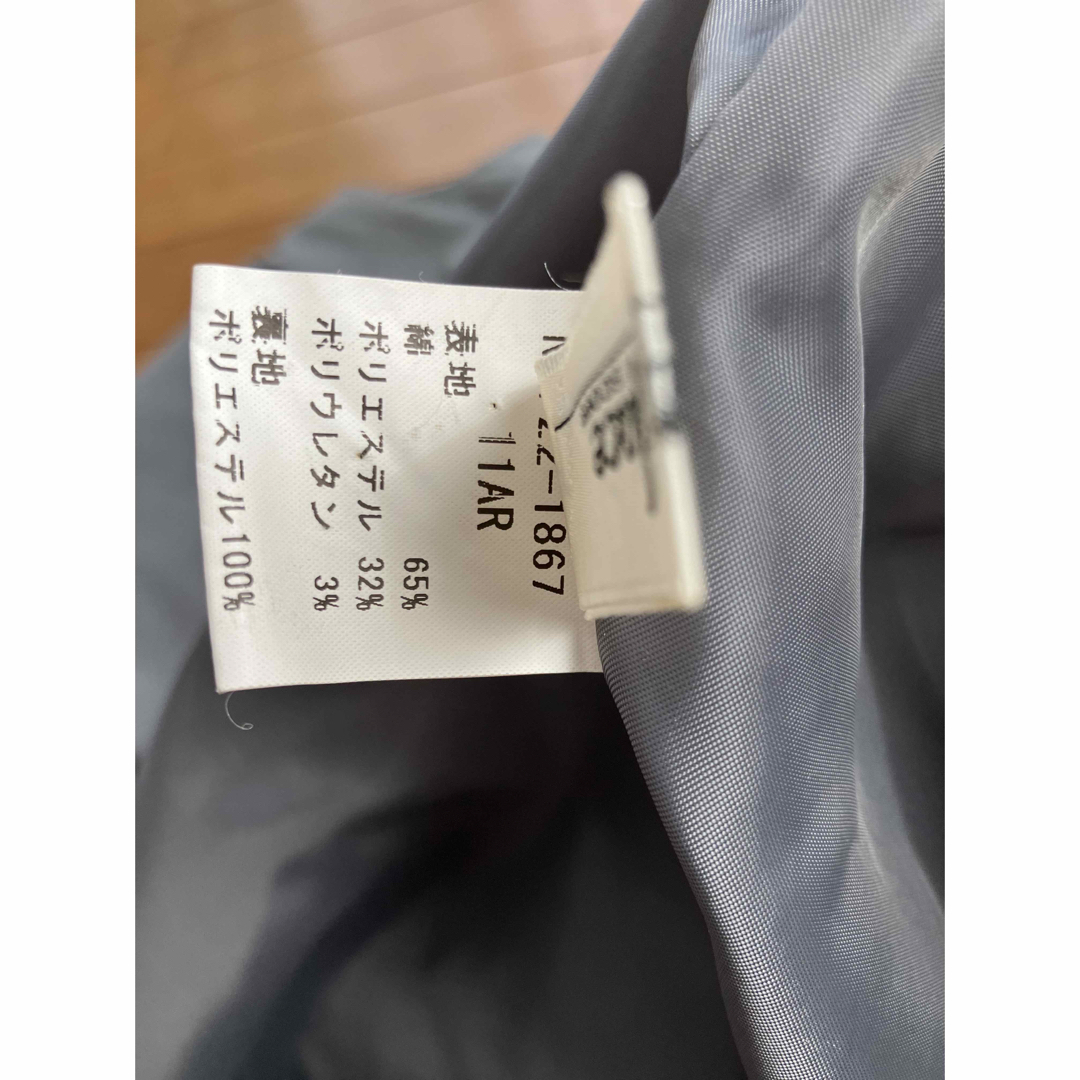 22-1867
11AR
表地
綿 65%
ポリエステル 32%
ポリウレタン 3%
裏地
ポリエステル100%